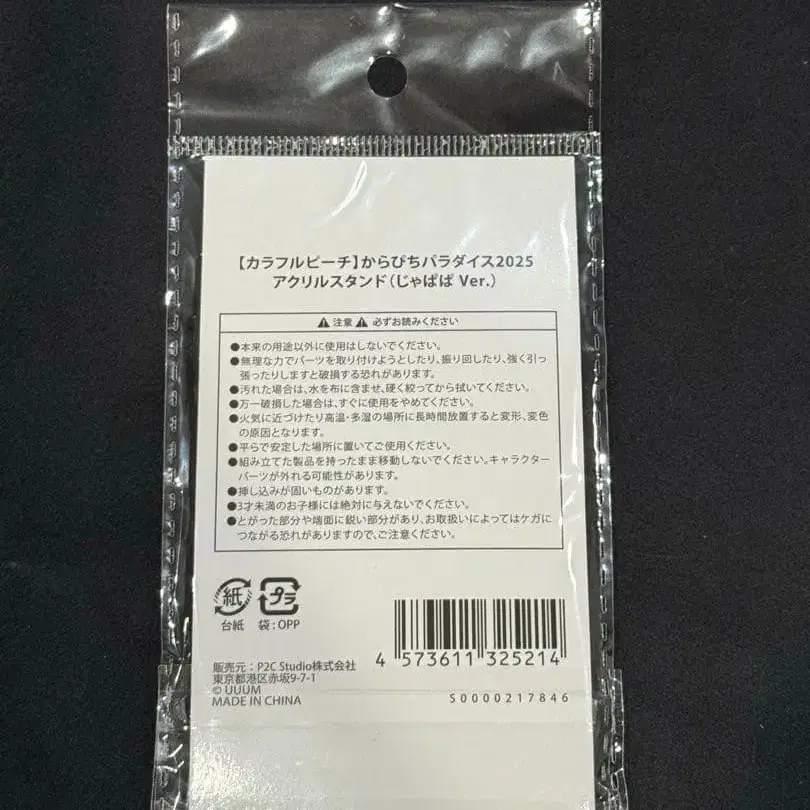 【カラフルピーチ】からぴちパラダイス2025
アクリルスタンド(じゃぱぱ Ver.)
⚠ 注意 ⚠ 必ずお読みください
●本来の用途以外に使用はしないでください。
●無理な力でパーツを取り付けようとしたり、振り回したり、強く引っ
張ったりしますと破損する恐れがあります。
●汚れた場合は、水を布に含ませ、硬く絞ってから拭いてください。
●万一破損した場合は、すぐに使用をやめてください。
●火気に近づけたり高温・多湿の場所に長時間放置すると変形、変色
の原因となります。
●平らで安定した場所に置いてご使用ください。
●組み立てた製品を持ったまま移動しないでください。キャラクター
パーツが外れる可能性があります。
●挿し込みが固いものがあります。
●3才未満のお子様には絶対に与えないでください。
●とがった部分や端面に鋭い部分があり、お取扱いによってはケガに
つながる恐れがありますので、ご注意ください。
紙 プラ
台紙 袋:OPP
販売元:P2C Studio株式会社
東京都港区赤坂9-7-1
© UUUM
MADE IN CHINA
4 573611 325214
S0000217846